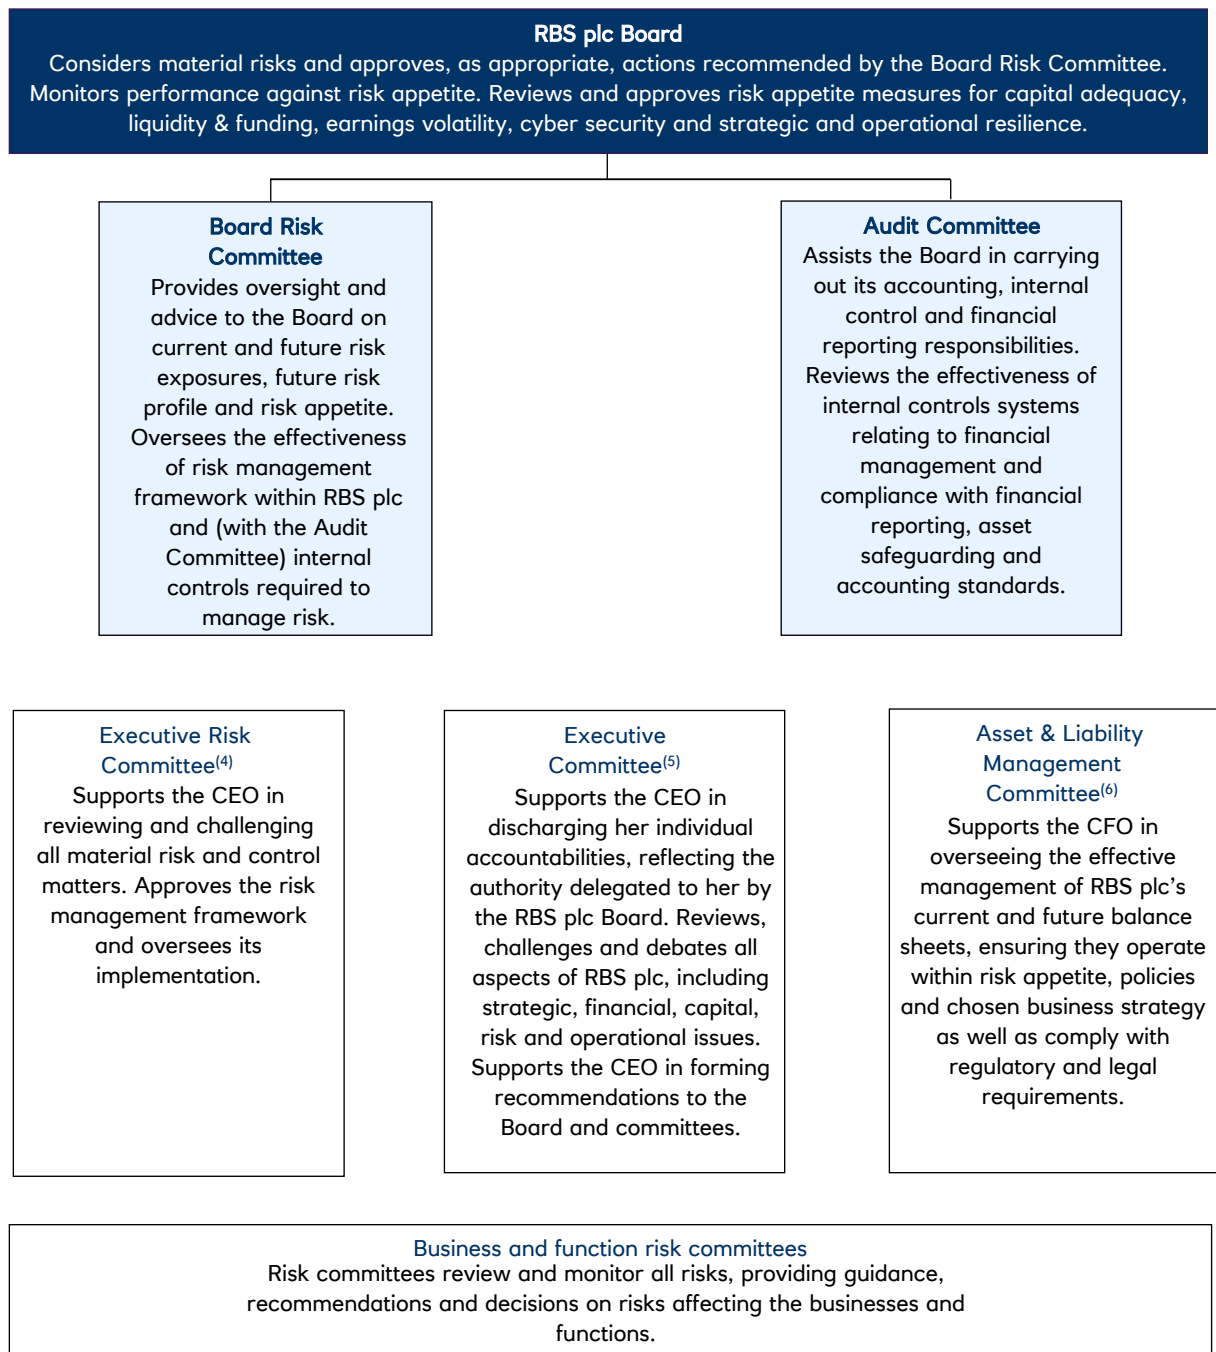 RBS plc Board
Considers material risks and approves, as appropriate, actions recommended by the Board Risk Committee.
Monitors performance against risk appetite. Reviews and approves risk appetite measures for capital adequacy,
liquidity & funding, earnings volatility, cyber security and strategic and operational resilience.
Board Risk
Committee
Provides oversight and
advice to the Board on
current and future risk
exposures, future risk
profile and risk appetite.
Oversees the effectiveness
of risk management
framework within RBS plc
and (with the Audit
Committee) internal
controls required to
manage risk.
Audit Committee
Assists the Board in carrying
out its accounting, internal
control and financial
reporting responsibilities.
Reviews the effectiveness of
internal controls systems
relating to financial
management and
compliance with financial
reporting, asset
safeguarding and
accounting standards.
Executive Risk
Committee(4)
Supports the CEO in
reviewing and challenging
all material risk and control
matters. Approves the risk
management framework
and oversees its
implementation.
Executive
Committee(5)
Supports the CEO in
discharging her individual
accountabilities, reflecting the
authority delegated to her by
the RBS plc Board. Reviews,
challenges and debates all
aspects of RBS plc, including
strategic, financial, capital,
risk and operational issues.
Supports the CEO in forming
recommendations to the
Board and committees.
Asset & Liability
Management
Committee(6)
Supports the CFO in
overseeing the effective
management of RBS plc’s
current and future balance
sheets, ensuring they operate
within risk appetite, policies
and chosen business strategy
as well as comply with
regulatory and legal
requirements.
Business and function risk committees
Risk committees review and monitor all risks, providing guidance,
recommendations and decisions on risks affecting the businesses and
functions.